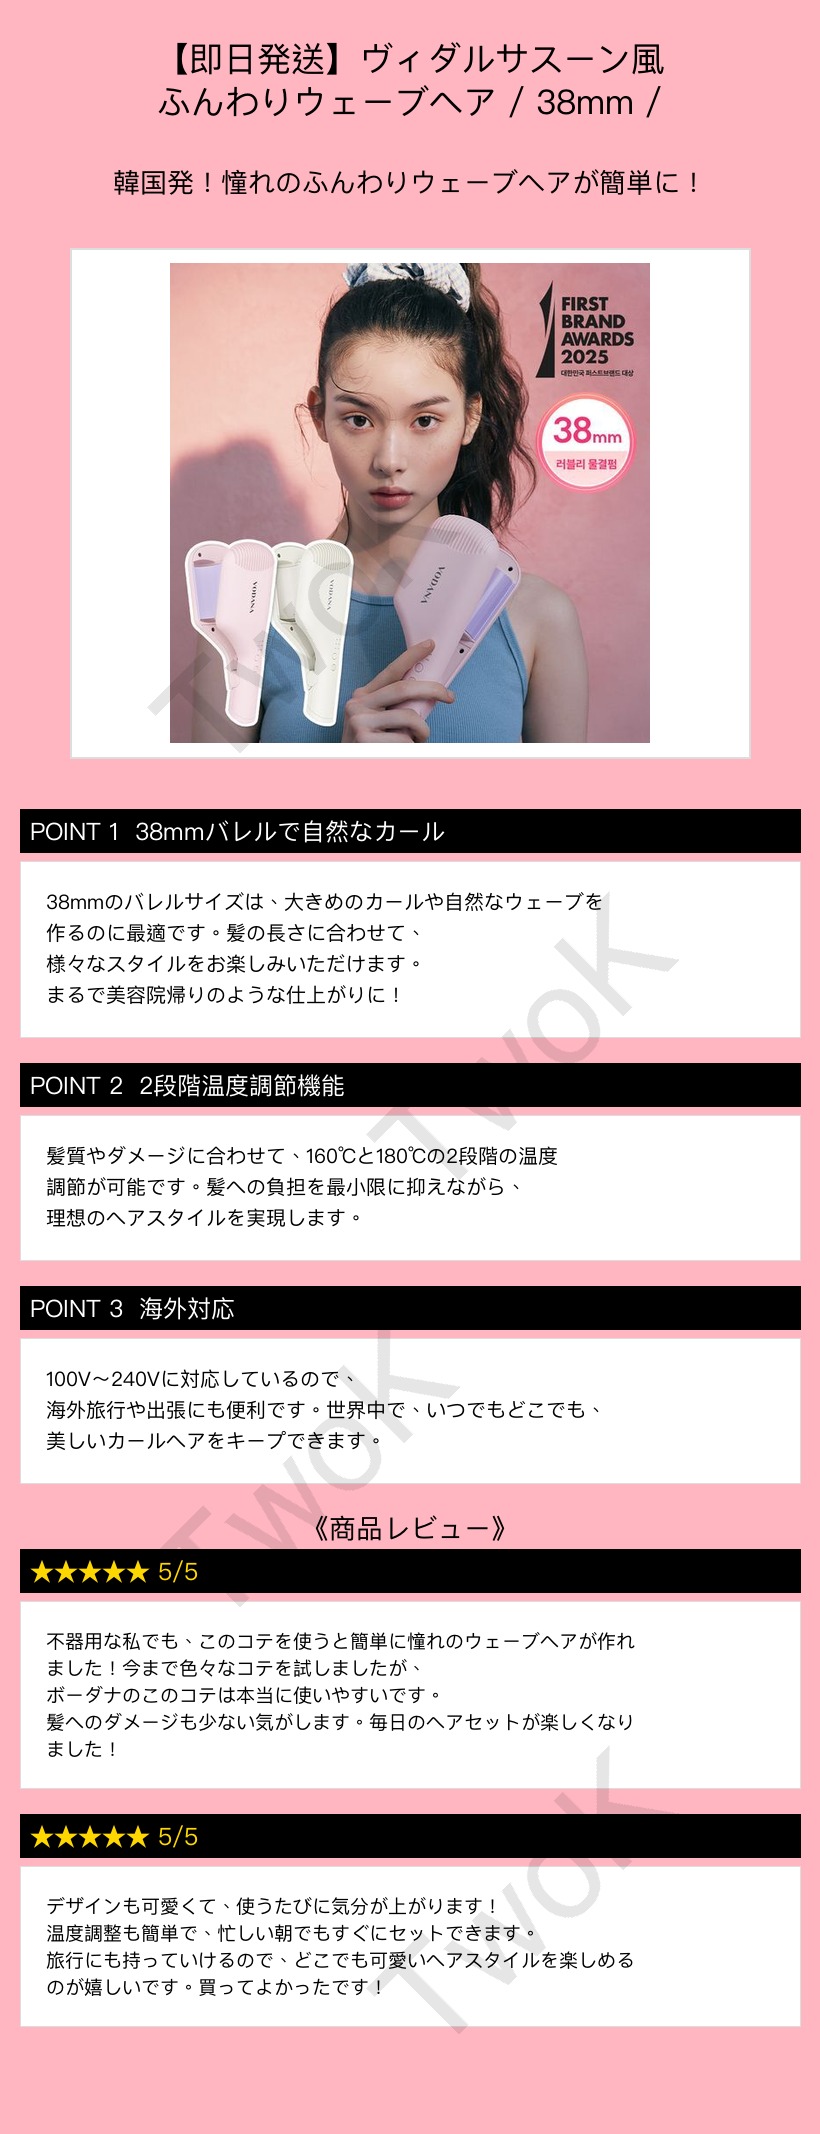 【即日発送】ヴィダルサスーン風
ふんわりウェーブヘア / 38mm /
韓国発！憧れのふんわりウェーブヘアが簡単に！
FIRST
BRAND
AWARDS
2025
대한민국 퍼스트브랜드 대상
38mm
러블리 물결펌
VODANA
VODANA
VODANA
TwoK
POINT 1 38mmバレルで自然なカール
38mmのバレルサイズは、大きめのカールや自然なウェーブを
作るのに最適です。髪の長さに合わせて、
様々なスタイルをお楽しみいただけます。
まるで美容院帰りのような仕上がりに！
TwoK
POINT 2 2段階温度調節機能
髪質やダメージに合わせて、160℃と180℃の2段階の温度
調節が可能です。髪への負担を最小限に抑えながら、
理想のヘアスタイルを実現します。
POINT 3 海外対応
100V～240Vに対応しているので、
海外旅行や出張にも便利です。世界中で、いつでもどこでも、
美しいカールヘアをキープできます。
TwoK
《商品レビュー》
★★★★★ 5/5
不器用な私でも、このコテを使うと簡単に憧れのウェーブヘアが作れ
ました！今まで色々なコテを試しましたが、
ボーダナのこのコテは本当に使いやすいです。
髪へのダメージも少ない気がします。毎日のヘアセットが楽しくなり
ました！
★★★★★ 5/5
デザインも可愛くて、使うたびに気分が上がります！
温度調整も簡単で、忙しい朝でもすぐにセットできます。
旅行にも持っていけるので、どこでも可愛いヘアスタイルを楽しめる
のが嬉しいです。買ってよかったです！
TwoK